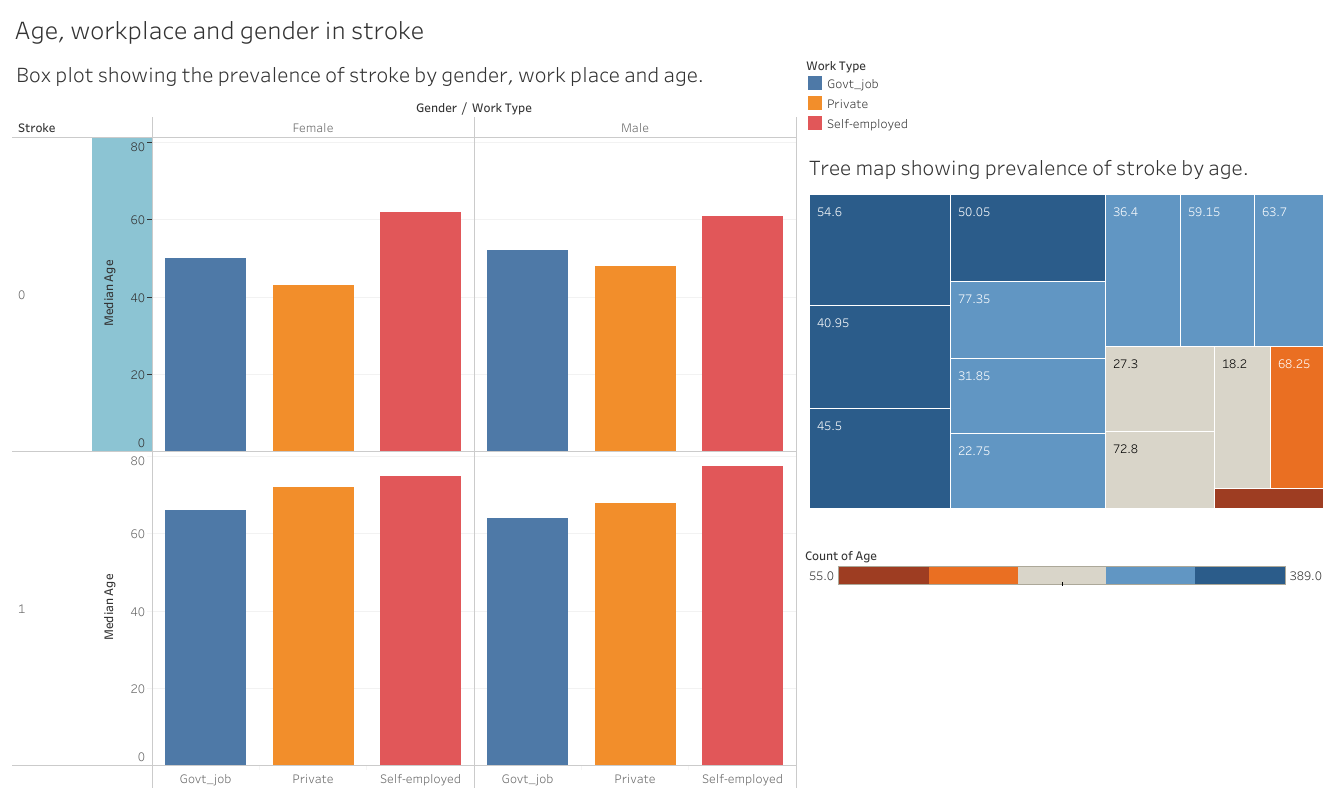 Age, workplace and gender in stroke
Box plot showing the prevalence of stroke by gender, work place and age.
Gender / Work Type
Stroke
Female
Male
0
Median Age
80
60
40
20
0
1
Median Age
80
60
40
20
0
Govt_job
Private
Self-employed
Govt_job
Private
Self-employed
Work Type
Govt_job
Private
Self-employed
Tree map showing prevalence of stroke by age.
54.6
50.05
36.4
59.15
63.7
77.35
40.95
31.85
27.3
18.2
68.25
45.5
22.75
72.8
Count of Age
55.0
389.0